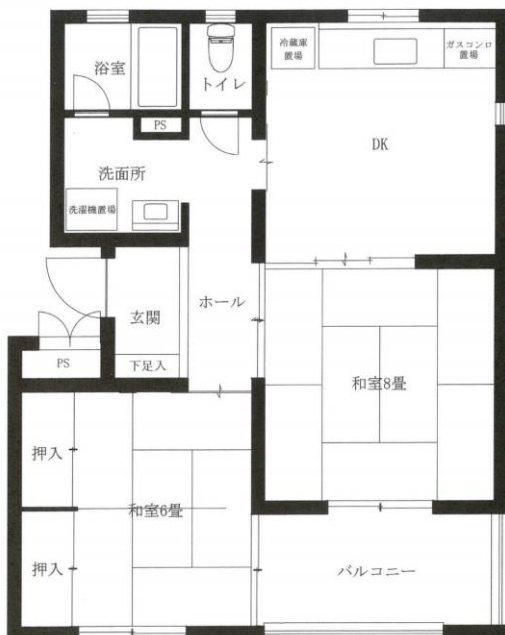 冷蔵庫
置場
ガスコンロ
置場
浴室
トイレ
PS
DK
洗面所
洗濯機置場
玄関
ホール
下足入
PS
和室8畳
押入
和室6畳
押入
バルコニー